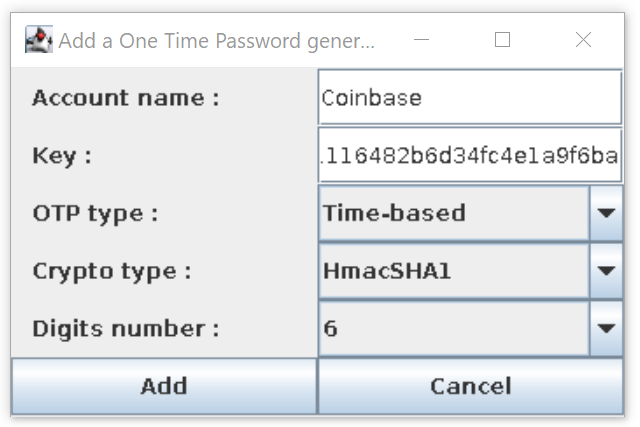 Add a One Time Password gener...
Account name : Coinbase
Key : .116482b6d34fc4e1a9f6ba
OTP type : Time-based
Crypto type : HmacSHA1
Digits number : 6
Add Cancel